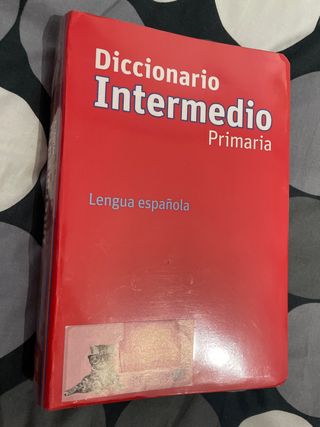 Diccionario
Intermedio
Primaria
Lengua española